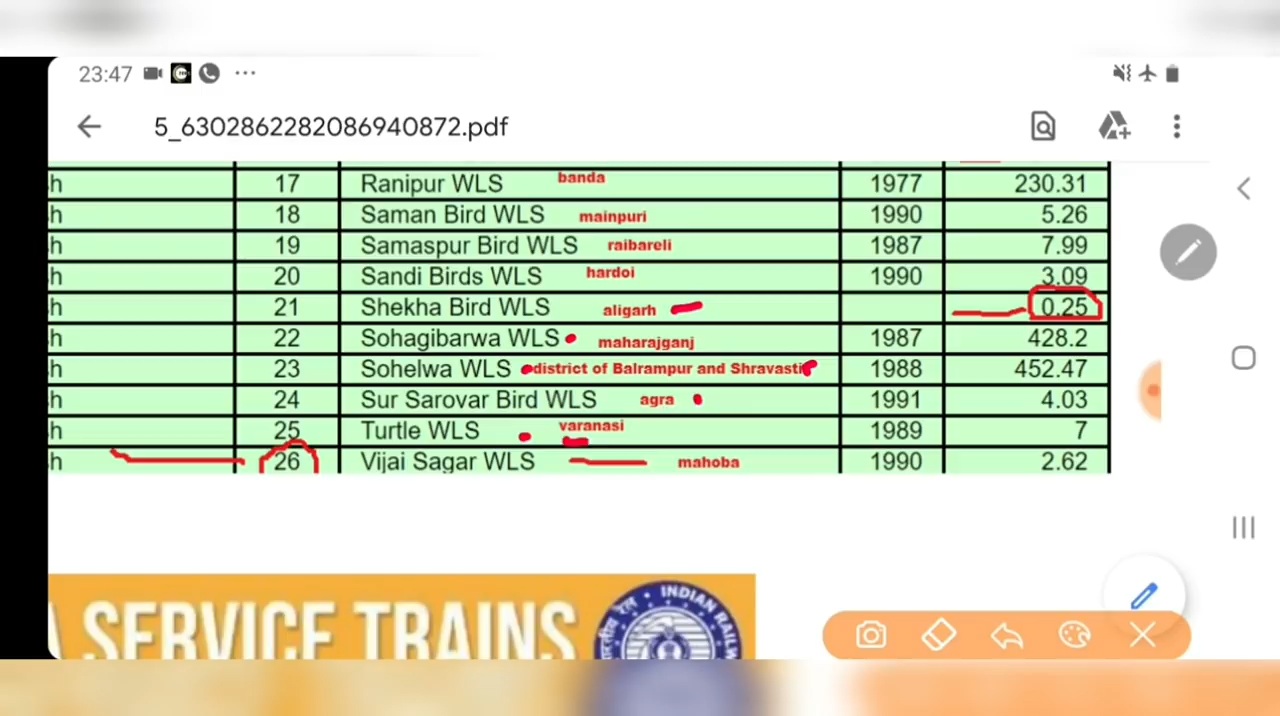 23:47
5_6302862282086940872.pdf
h 17 Ranipur WLS banda 1977 230.31
h 18 Saman Bird WLS mainpuri 1990 5.26
h 19 Samaspur Bird WLS raibareli 1987 7.99
h 20 Sandi Birds WLS hardoi 1990 3.09
h 21 Shekha Bird WLS aligarh 0.25
h 22 Sohagibarwa WLS maharajganj 1987 428.2
h 23 Sohelwa WLS district of Balrampur and Shravasti 1988 452.47
h 24 Sur Sarovar Bird WLS agra 1991 4.03
h 25 Turtle WLS varanasi 1989 7
h 26 Vijai Sagar WLS mahoba 1990 2.62
SERVICE TRAINS
INDIAN RAILW